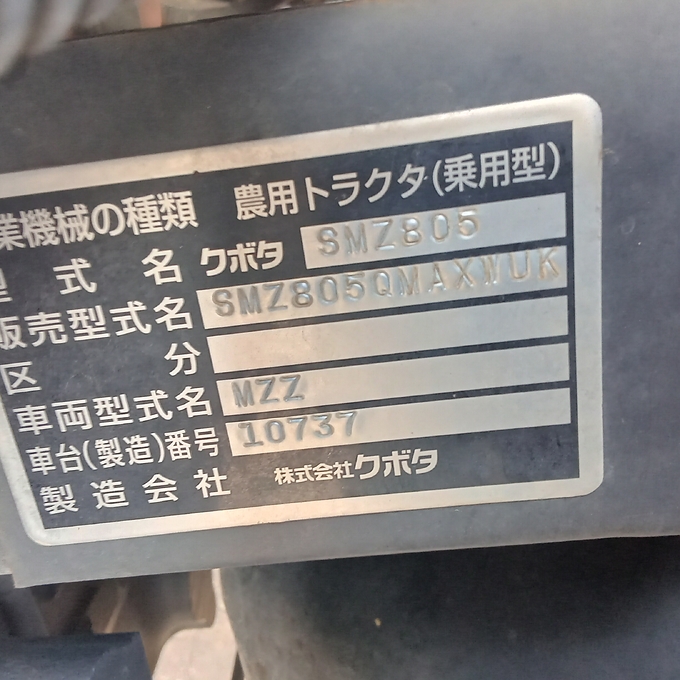 業機械の種類 農用トラクタ(乗用型)
型式名 クボタ SMZ805
販売型式名 SMZ805QMAXWUK
区分
車両型式名 MZZ
車台(製造)番号 10737
製造会社 株式会社クボタ